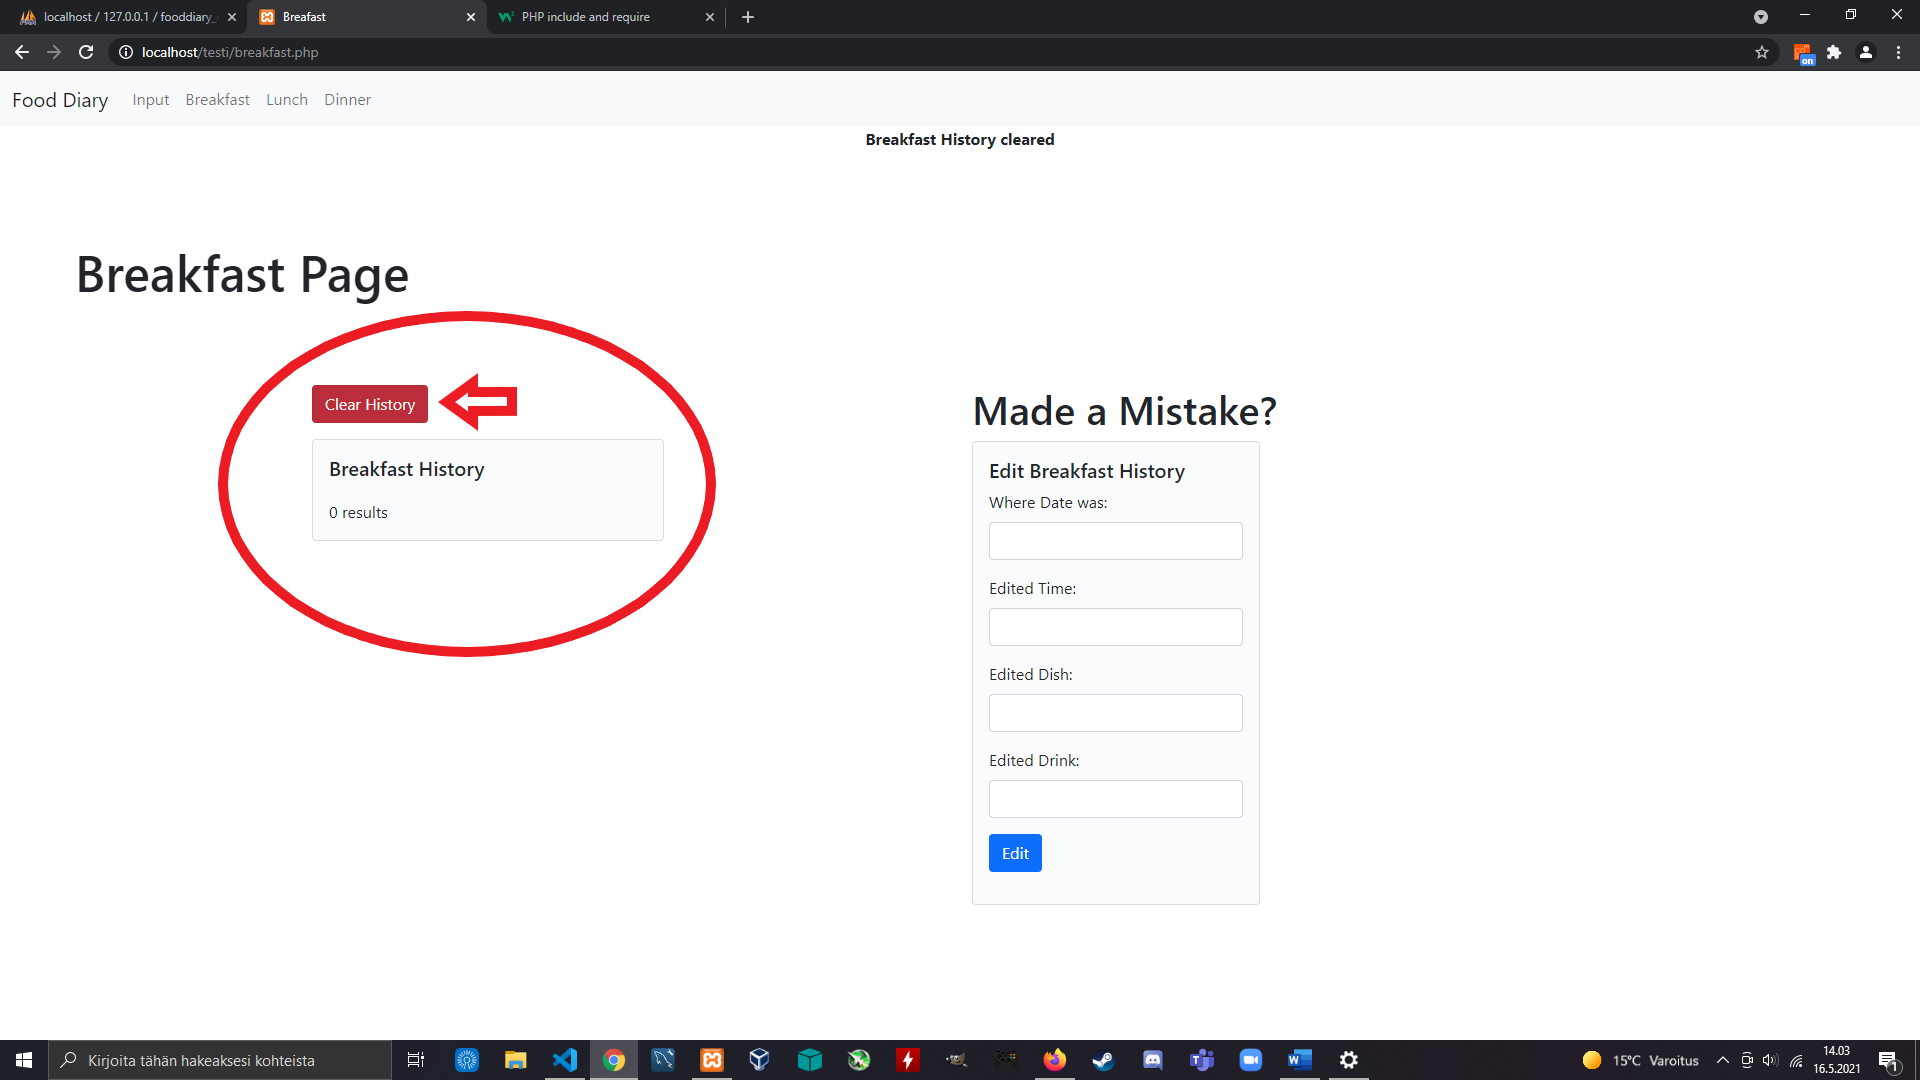 localhost / 127.0.0.1 / fooddiary_
Breafast
PHP include and require
localhost/testi/breakfast.php
on
Food Diary
Input
Breakfast
Lunch
Dinner
Breakfast History cleared
Breakfast Page
Clear History
Breakfast History
0 results
Made a Mistake?
Edit Breakfast History
Where Date was:
Edited Time:
Edited Dish:
Edited Drink:
Edit
Kirjoita tähän hakeaksesi kohteista
15°C Varoitus
14.03
16.5.2021
1